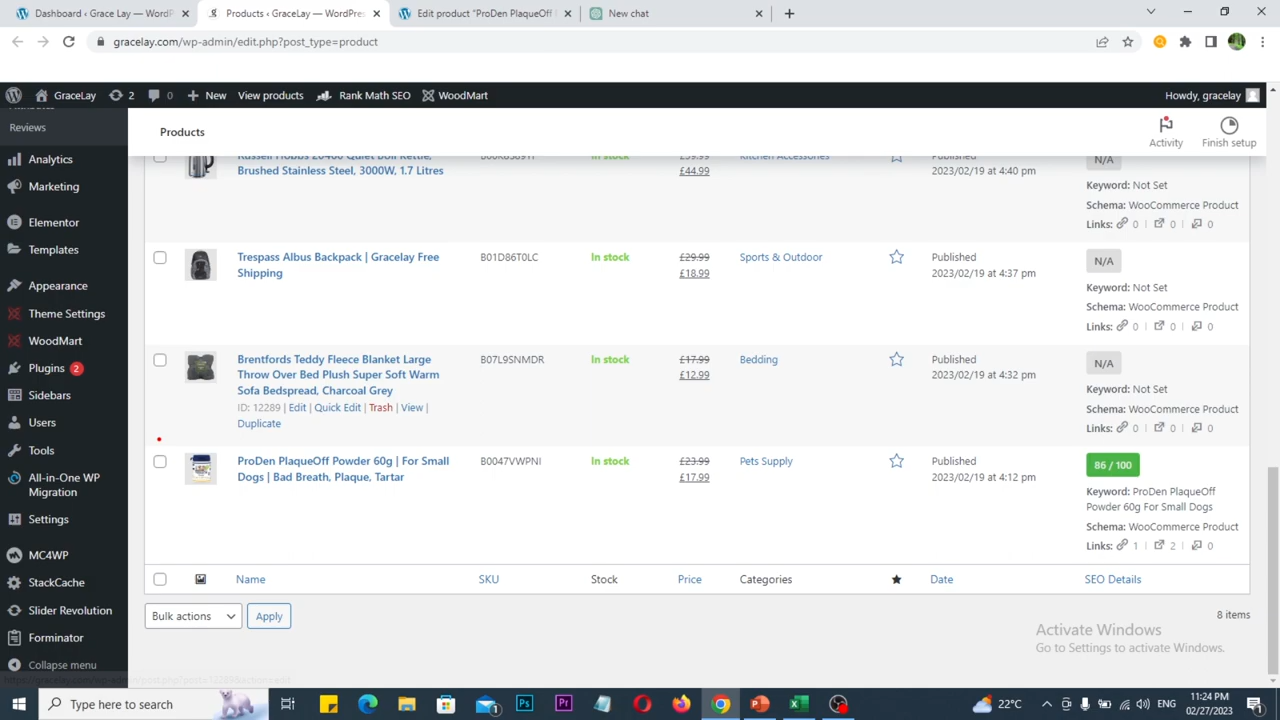 Dashboard ‹ Grace Lay — WordP
Products ‹ GraceLay — WordPres
Edit product "ProDen PlaqueOff
New chat
gracelay.com/wp-admin/edit.php?post_type=product
GraceLay
2
0
New
View products
Rank Math SEO
WoodMart
Howdy, gracelay
Reviews
Analytics
Marketing
Elementor
Templates
Appearance
Theme Settings
WoodMart
Plugins 2
Sidebars
Users
Tools
All-in-One WP
Migration
Settings
MC4WP
StackCache
Slider Revolution
Forminator
Collapse menu
Products
Activity
Finish setup
Russell Hobbs 20460 Quiet Boil Kettle,
Brushed Stainless Steel, 3000W, 1.7 Litres
In stock
£59.99
£44.99
Kitchen Accessories
Published
2023/02/19 at 4:40 pm
N/A
Keyword: Not Set
Schema: WooCommerce Product
Links: 0 | 0 | 0
Trespass Albus Backpack | Gracelay Free
Shipping
B01D86T0LC
In stock
£29.99
£18.99
Sports & Outdoor
Published
2023/02/19 at 4:37 pm
N/A
Keyword: Not Set
Schema: WooCommerce Product
Links: 0 | 0 | 0
Brentfords Teddy Fleece Blanket Large
Throw Over Bed Plush Super Soft Warm
Sofa Bedspread, Charcoal Grey
ID: 12289 | Edit | Quick Edit | Trash | View |
Duplicate
B07L9SNMDR
In stock
£17.99
£12.99
Bedding
Published
2023/02/19 at 4:32 pm
N/A
Keyword: Not Set
Schema: WooCommerce Product
Links: 0 | 0 | 0
ProDen PlaqueOff Powder 60g | For Small
Dogs | Bad Breath, Plaque, Tartar
B0047VWPNI
In stock
£23.99
£17.99
Pets Supply
Published
2023/02/19 at 4:12 pm
86 / 100
Keyword: ProDen PlaqueOff
Powder 60g For Small Dogs
Schema: WooCommerce Product
Links: 1 | 2 | 0
Name
SKU
Stock
Price
Categories
Date
SEO Details
Bulk actions
Apply
8 items
Activate Windows
Go to Settings to activate Windows.
Type here to search
22°C
ENG
11:24 PM
02/27/2023